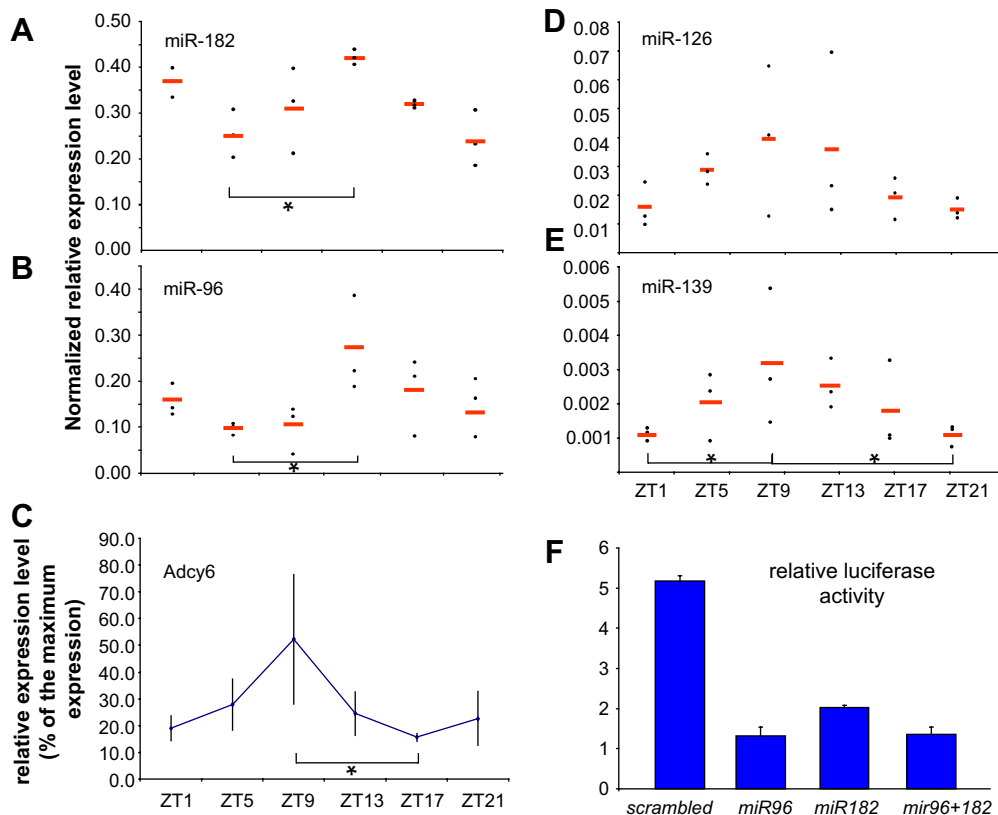 A
miR-182
Normalized relative expression level
0.50
0.40
0.30
0.20
0.10
0.00
*
B
miR-96
0.40
0.30
0.20
0.10
0.00
*
C
Adcy6
relative expression level
(% of the maximum
expression)
90.0
80.0
70.0
60.0
50.0
40.0
30.0
20.0
10.0
0.0
*
ZT1 ZT5 ZT9 ZT13 ZT17 ZT21
D
miR-126
0.08
0.07
0.06
0.05
0.04
0.03
0.02
0.01
E
miR-139
0.006
0.005
0.004
0.003
0.002
0.001
* *
ZT1 ZT5 ZT9 ZT13 ZT17 ZT21
F
relative luciferase
activity
6
5
4
3
2
1
0
scrambled miR96 miR182 mir96+182